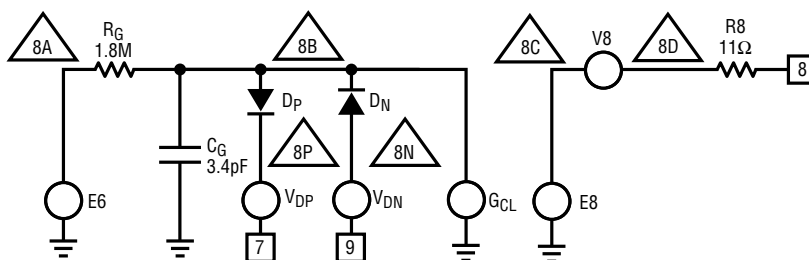 8A
RG
1.8M
8B
8C
V8
8D
R8
11Ω
8
DP
DN
CG
3.4pF
8P
8N
E6
VDP
VDN
GCL
E8
7
9